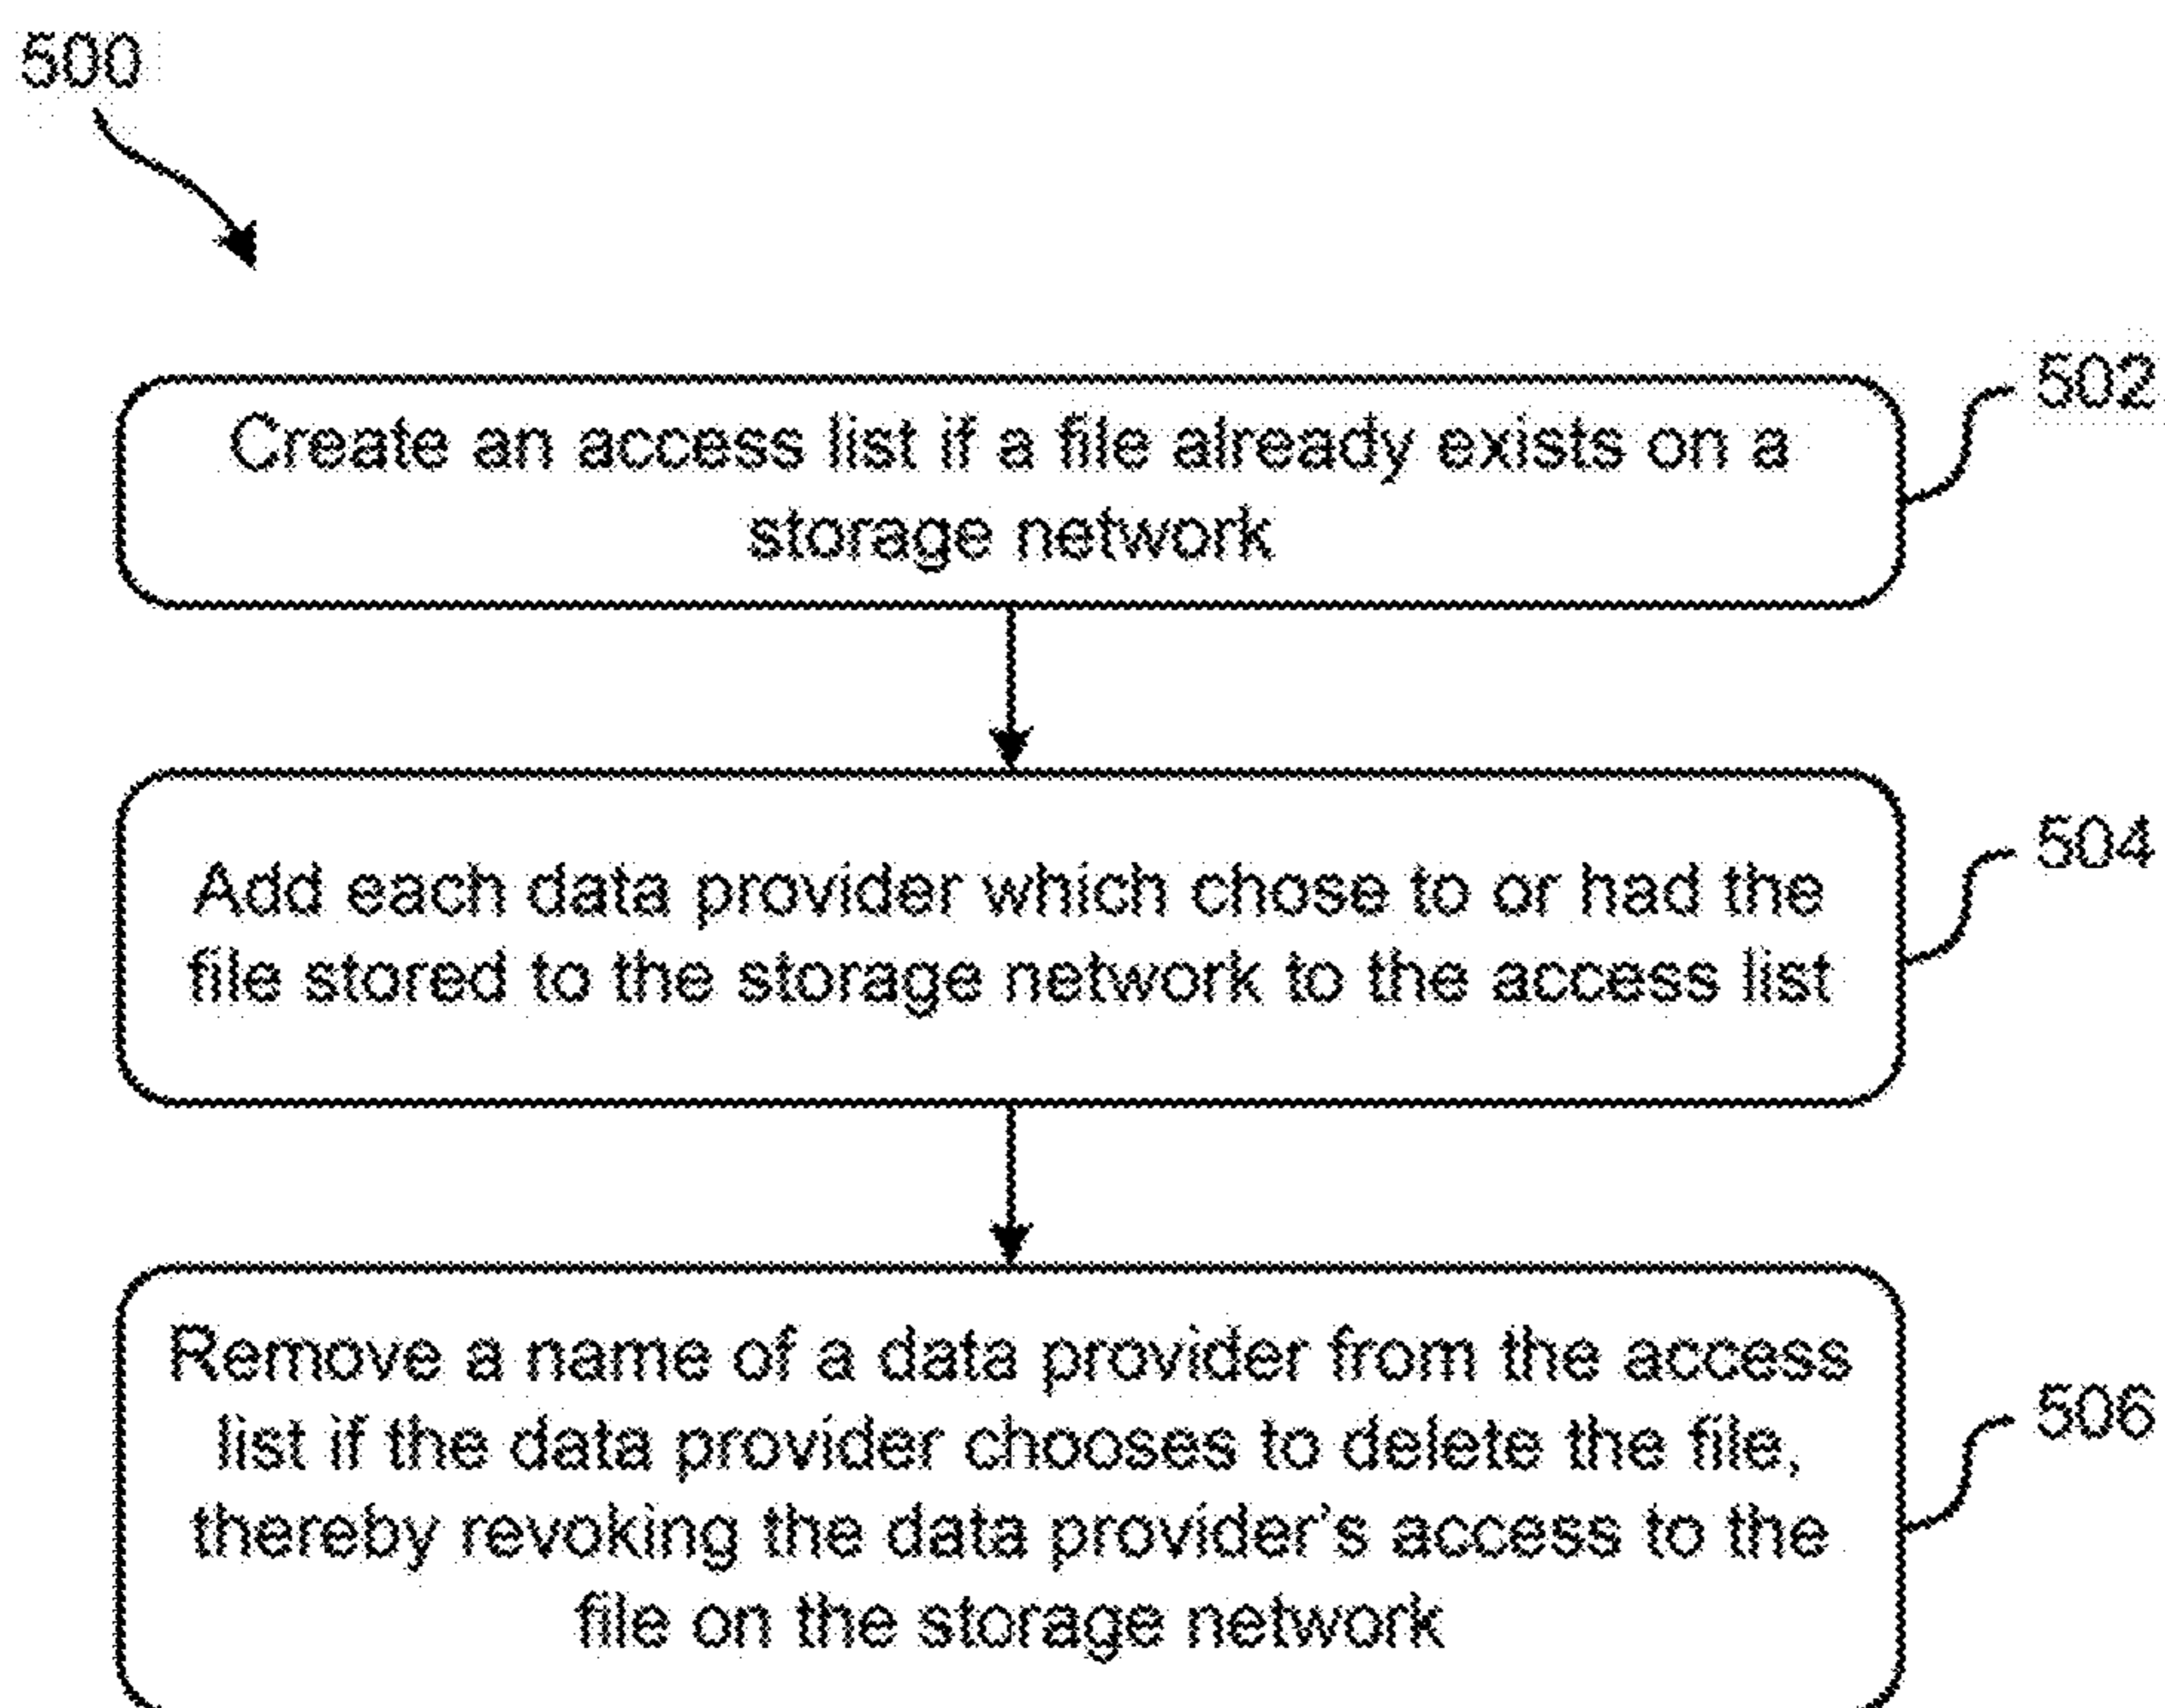 500
502
Create an access list if a file already exists on a
storage network
504
Add each data provider which chose to or had the
file stored to the storage network to the access list
Remove a name of a data provider from the access
list if the data provider chooses to delete the file,
506
thereby revoking the data provider's access to the
file on the storage network